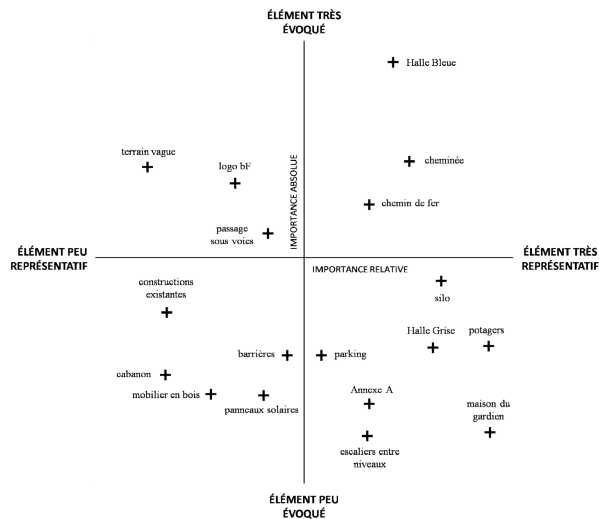 ÉLÉMENT TRÈS
ÉVOQUÉ
Halle Bleue
terrain vague
cheminée
logo bF
chemin de fer
IMPORTANCE ABSOLUE
passage
sous voies
ÉLÉMENT PEU
REPRÉSENTATIF
ÉLÉMENT TRÈS
REPRÉSENTATIF
IMPORTANCE RELATIVE
constructions
existantes
silo
Halle Grise
potagers
barrières
parking
cabanon
mobilier en bois
panneaux solaires
Annexe A
maison du
gardien
escaliers entre
niveaux
ÉLÉMENT PEU
ÉVOQUÉ